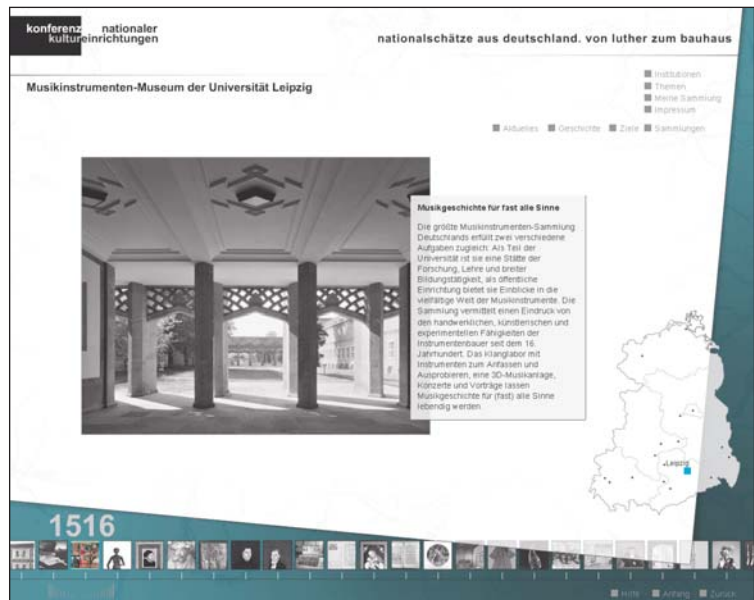 konferenz nationaler
kultureinrichtungen
nationalschätze aus deutschland. von luther zum bauhaus
Musikinstrumenten-Museum der Universität Leipzig
Institutionen
Themen
Meine Sammlung
Impressum
Aktuelles Geschichte Ziele Sammlungen
Musikgeschichte für fast alle Sinne
Die größte Musikinstrumenten-Sammlung
Deutschlands erfüllt zwei verschiedene
Aufgaben zugleich: Als Teil der
Universität ist sie eine Stätte der
Forschung, Lehre und breiter
Bildungstätigkeit, als öffentliche
Einrichtung bietet sie Einblicke in die
vielfältige Welt der Musikinstrumente. Die
Sammlung vermittelt einen Eindruck von
den handwerklichen, künstlerischen und
experimentellen Fähigkeiten der
Instrumentenbauer seit dem 16.
Jahrhundert. Das Klanglabor mit
Instrumenten zum Anfassen und
Ausprobieren, eine 3D-Musikanlage,
Konzerte und Vorträge lassen
Musikgeschichte für (fast) alle Sinne
lebendig werden
Leipzig
1516
Hilfe Anfang Zurück